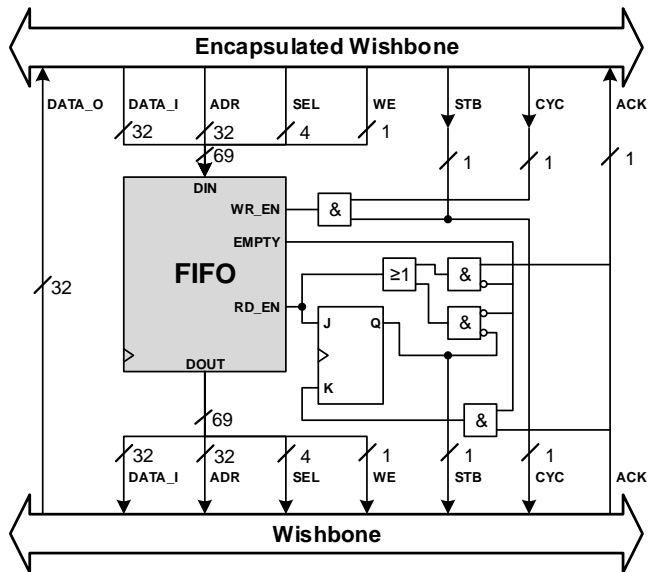 Encapsulated Wishbone
DATA_O DATA_I ADR SEL WE STB CYC ACK
32 32 4 1 1 1 1
69
DIN
WR_EN &
EMPTY
FIFO
≥1 &
32
RD_EN
J Q &
K
DOUT
&
69
32 32 4 1 1 1
DATA_I ADR SEL WE STB CYC ACK
Wishbone